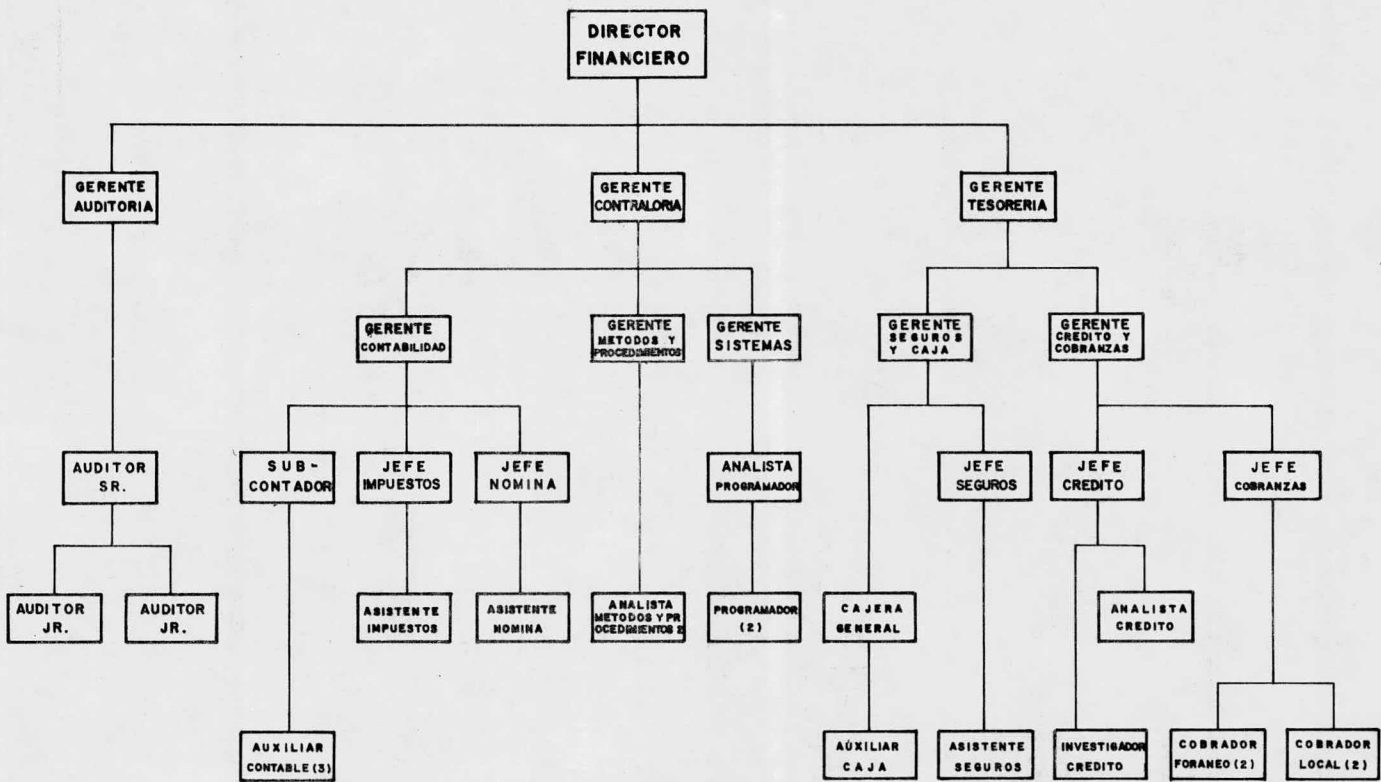 DIRECTOR
FINANCIERO
GERENTE
AUDITORIA
GERENTE
CONTRALORIA
GERENTE
TESORERIA
GERENTE
CONTABILIDAD
GERENTE
METODOS Y
PROCEDIMIENTOS
GERENTE
SISTEMAS
GERENTE
SEGUROS
Y CAJA
GERENTE
CREDITO Y
COBRANZAS
AUDITOR
SR.
SUB-
CONTADOR
JEFE
IMPUESTOS
JEFE
NOMINA
ANALISTA
PROGRAMADOR
JEFE
SEGUROS
JEFE
CREDITO
JEFE
COBRANZAS
AUDITOR
JR.
AUDITOR
JR.
ASISTENTE
IMPUESTOS
ASISTENTE
NOMINA
ANALISTA
METODOS Y PR
OCEDIMIENTOS 2
PROGRAMADOR
(2)
CAJERA
GENERAL
ANALISTA
CREDITO
AUXILIAR
CONTABLE (3)
AUXILIAR
CAJA
ASISTENTE
SEGUROS
INVESTIGADOR
CREDITO
COBRADOR
FORANEO (2)
COBRADOR
LOCAL (2)